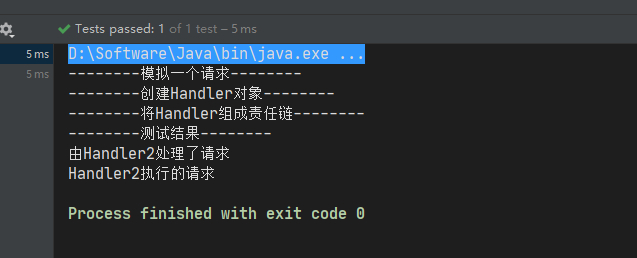 Tests passed: 1 of 1 test – 5 ms
5 ms
D:\Software\Java\bin\java.exe ...
5 ms
--------模拟一个请求--------
--------创建Handler对象--------
--------将Handler组成责任链--------
--------测试结果--------
由Handler2处理了请求
Handler2执行的请求
Process finished with exit code 0